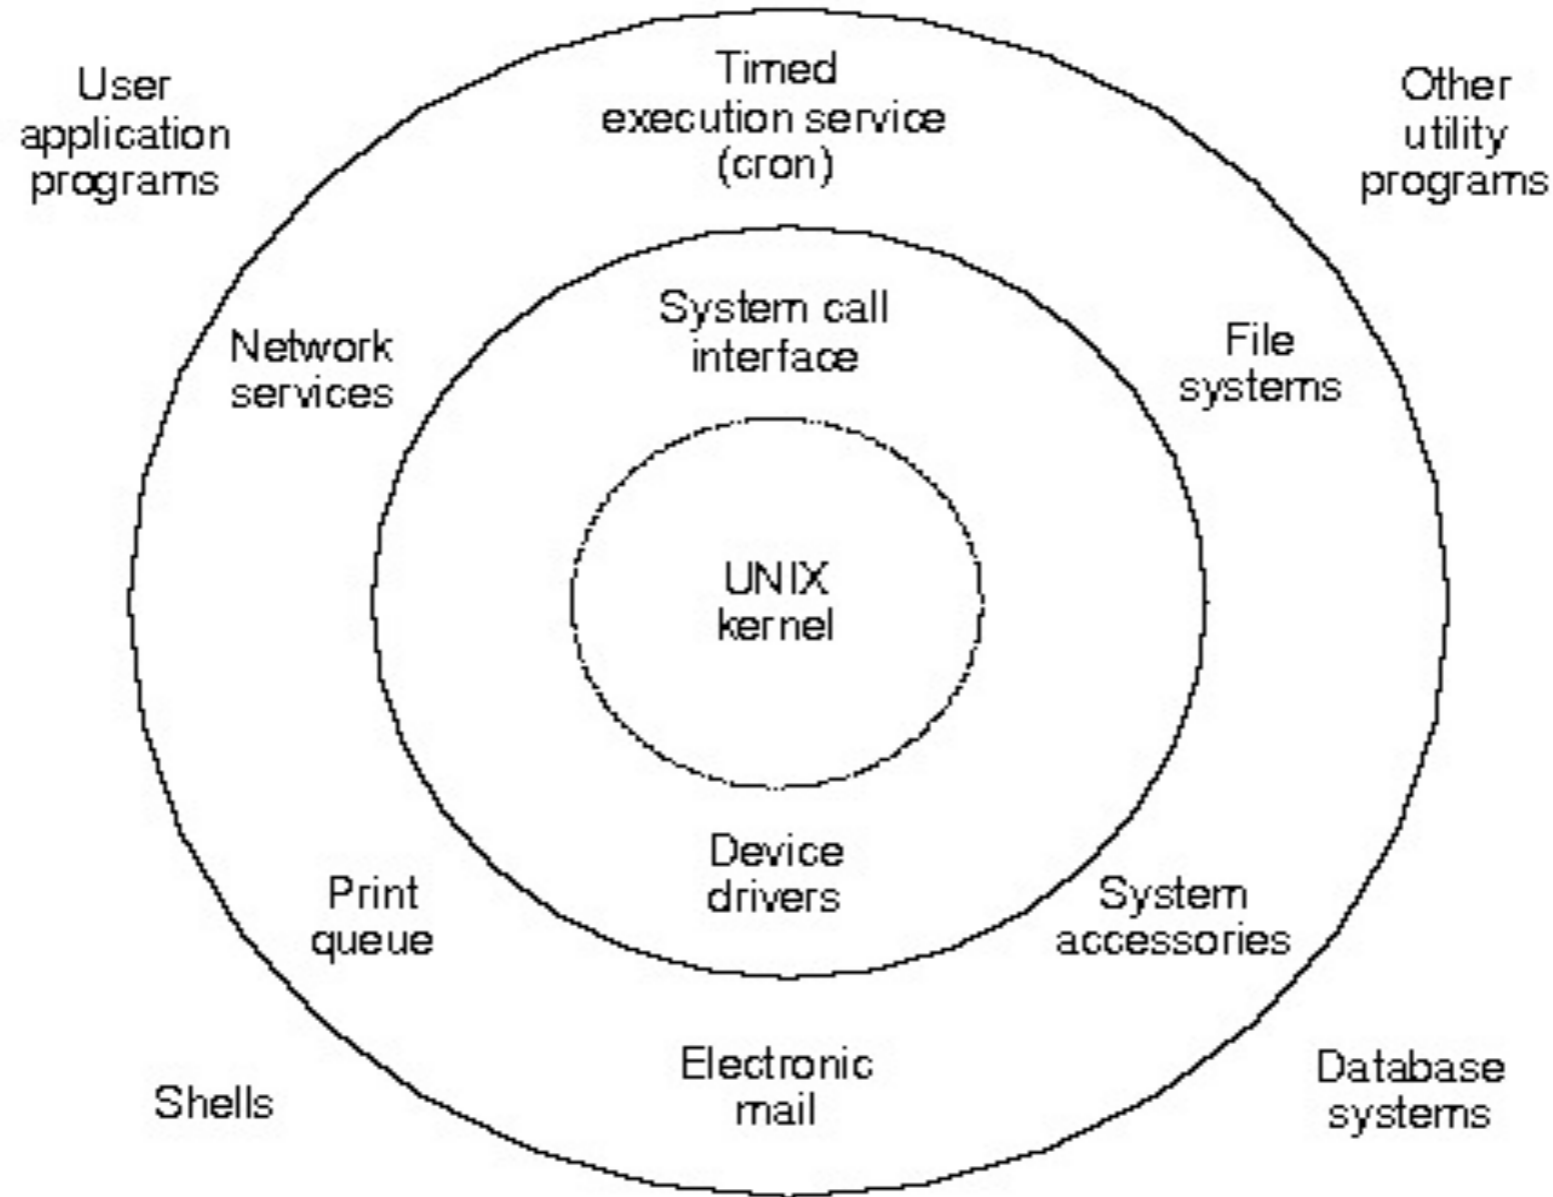 User
application
programs
Timed
execution service
(cron)
Other
utility
programs
Network
services
System call
interface
File
systems
UNIX
kernel
Print
queue
Device
drivers
System
accessories
Shells
Electronic
mail
Database
systems